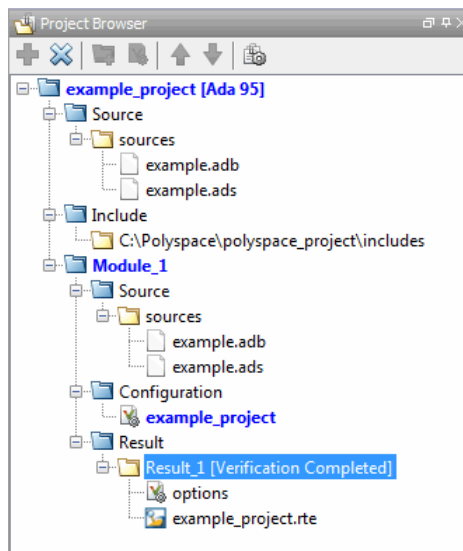 Project Browser
example_project [Ada 95]
Source
sources
example.adb
example.ads
Include
C:\Polyspace\polyspace_project\includes
Module_1
Source
sources
example.adb
example.ads
Configuration
example_project
Result
Result_1 [Verification Completed]
options
example_project.rte